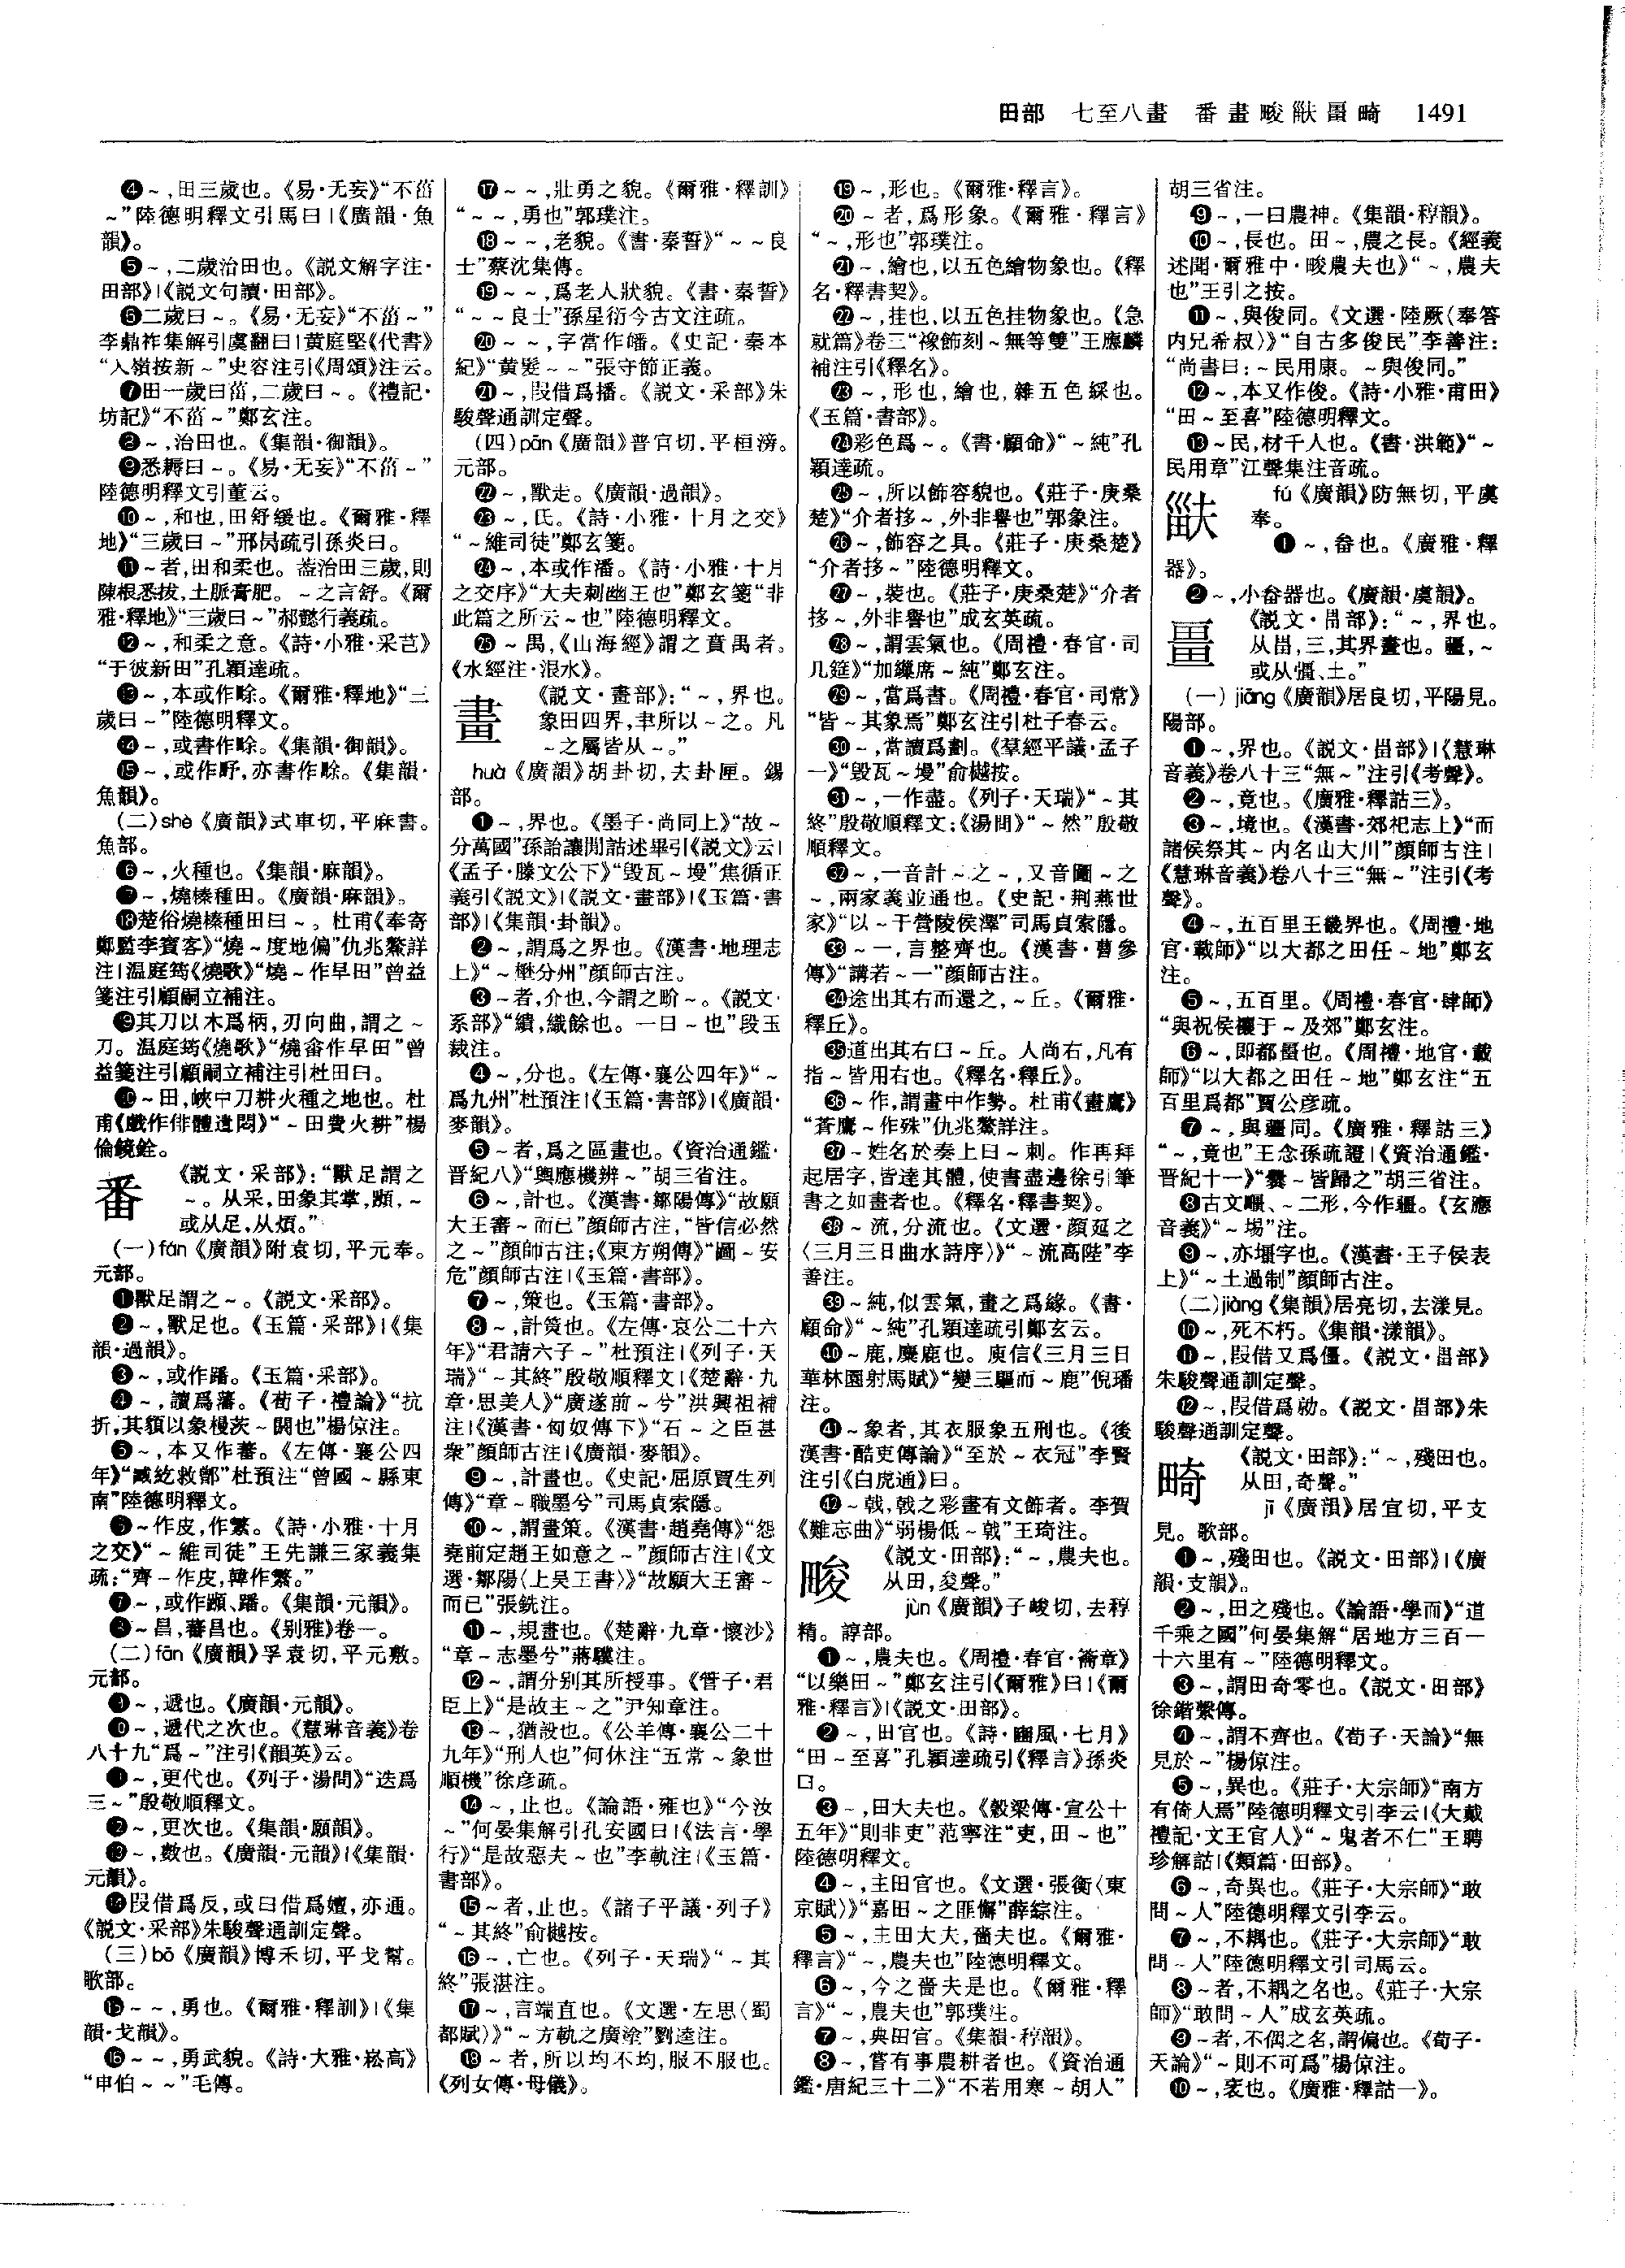 田部 七至八畫 番畫畯㽬畺畸 1491
❹～,田三歲也。《易·无妄》“不菑
～”陸德明釋文引馬曰|《廣韻·魚
韻》。
❺～,二歲治田也。《説文解字注·
田部》|《説文句讀·田部》。
❻二歲曰～。《易·无妄》“不菑～”
李鼎祚集解引虞翻曰|黄庭堅《代書》
“入嶺按新～”史容注引《周頌》注云。
❼田一歲曰菑,二歲曰～。《禮記·
坊記》“不菑～”鄭玄注。
❽～,治田也。《集韻·御韻》。
❾悉耨曰～。《易·无妄》“不菑～”
陸德明釋文引董云。
❿～,和也,田舒緩也。《爾雅·釋
地》“三歲曰～”邢昺疏引孫炎曰。
⓫～者,田和柔也。蓋治田三歲,則
陳根悉拔,土脈膏肥。～之言舒。《爾
雅·釋地》“三歲曰～”郝懿行義疏。
⓬～,和柔之意。《詩·小雅·采芑》
“于彼新田”孔穎達疏。
⓭～,本或作畭。《爾雅·釋地》“三
歲曰～”陸德明釋文。
⓮～,或書作畭。《集韻·御韻》。
⓯～,或作㽟,亦書作畭。《集韻·
魚韻》。
(二)shē《廣韻》式車切,平麻書。
魚部。
⓰～,火種也。《集韻·麻韻》。
⓱～,燒榛種田。《廣韻·麻韻》。
⓲楚俗燒榛種田曰～。杜甫《奉寄
鄭監李賓客》“燒～度地偏”仇兆鰲詳
注|温庭筠《燒歌》“燒～作早田”曾益
箋注引顧嗣立補注。
⓳其刀以木爲柄,刃向曲,謂之～
刀。温庭筠《燒歌》“燒畬作早田”曾
益箋注引顧嗣立補注引杜田曰。
⓴～田,峽中刀耕火種之地也。杜
甫《戲作俳體遣悶》“～田費火耕”楊
倫鏡銓。
番
《説文·釆部》：“獸足謂之
～。从釆,田象其掌,䫶,～
或从足,从煩。”
(一)fán《廣韻》附袁切,平元奉。
元部。
❶獸足謂之～。《説文·釆部》。
❷～,獸足也。《玉篇·釆部》|《集
韻·過韻》。
❸～,或作蹯。《玉篇·釆部》。
❹～,讀爲藩。《荀子·禮論》“抗
折,其䫉以象槾茨～閼也”楊倞注。
❺～,本又作蕃。《左傳·襄公四
年》“臧紇救鄫”杜預注“曾國～縣東
南”陸德明釋文。
❻～作皮,作繁。《詩·小雅·十月
之交》“～維司徒”王先謙三家義集
疏：“齊～作皮,韓作繁。”
❼～,或作䪛、蹯。《集韻·元韻》。
❽～昌,蕃昌也。《别雅》卷一。
(二)fān《廣韻》孚袁切,平元敷。
元部。
❾～,遞也。《廣韻·元韻》。
❿～,遞代之次也。《慧琳音義》卷
八十九“爲～”注引《韻英》云。
⓫～,更代也。《列子·湯問》“迭爲
三～”殷敬順釋文。
⓬～,更次也。《集韻·願韻》。
⓭～,數也。《廣韻·元韻》|《集韻·
元韻》。
⓮叚借爲反,或曰借爲嬗,亦通。
《説文·釆部》朱駿聲通訓定聲。
(三)bō《廣韻》博禾切,平戈幫。
歌部。
⓯～～,勇也。《爾雅·釋訓》|《集
韻·戈韻》。
⓰～～,勇武貌。《詩·大雅·崧高》
“申伯～～”毛傳。
⓱～～,壯勇之貌。《爾雅·釋訓》
“～～,勇也”郭璞注。
⓲～～,老貌。《書·秦誓》“～～良
士”蔡沈集傳。
⓳～～,爲老人狀貌。《書·秦誓》
“～～良士”孫星衍今古文注疏。
⓴～～,字當作皤。《史記·秦本
紀》“黄髮～～”張守節正義。
㉑～,叚借爲播。《説文·釆部》朱
駿聲通訓定聲。
(四)pān《廣韻》普官切,平桓滂。
元部。
㉒～,獸走。《廣韻·過韻》。
㉓～,氏。《詩·小雅·十月之交》
“～維司徒”鄭玄箋。
㉔～,本或作潘。《詩·小雅·十月
之交序》“大夫刺幽王也”鄭玄箋“非
此篇之所云～也”陸德明釋文。
㉕～禺,《山海經》謂之賁禺者。
《水經注·泿水》。
畫
《説文·畫部》：“～,界也。
象田四界,聿所以～之。凡
～之屬皆从～。”
huà《廣韻》胡卦切,去卦匣。錫
部。
❶～,界也。《墨子·尚同上》“故～
分萬國”孫詒讓閒詁述畢引《説文》云|
《孟子·滕文公下》“毁瓦～墁”焦循正
義引《説文》|《説文·畫部》|《玉篇·書
部》|《集韻·卦韻》。
❷～,謂爲之界也。《漢書·地理志
上》“～壄分州”顏師古注。
❸～者,介也,今謂之畍～。《説文·
系部》“繢,織餘也。一曰～也”段玉
裁注。
❹～,分也。《左傳·襄公四年》“～
爲九州”杜預注|《玉篇·書部》|《廣韻·
麥韻》。
❺～者,爲之區畫也。《資治通鑑·
晋紀八》“輿應機辨～”胡三省注。
❻～,計也。《漢書·鄒陽傳》“故願
大王審～而已”顏師古注,“皆信必然
之～”顏師古注;《東方朔傳》“圖～安
危”顏師古注|《玉篇·書部》。
❼～,策也。《玉篇·書部》。
❽～,計策也。《左傳·哀公二十六
年》“君請六子～”杜預注|《列子·天
瑞》“～其終”殷敬順釋文|《楚辭·九
章·思美人》“廣遂前～兮”洪興祖補
注|《漢書·匈奴傳下》“石～之臣甚
衆”顏師古注|《廣韻·麥韻》。
❾～,計畫也。《史記·屈原賈生列
傳》“章～職墨兮”司馬貞索隱。
❿～,謂畫策。《漢書·趙堯傳》“怨
堯前定趙王如意之～”顏師古注|《文
選·鄒陽〈上吴王書〉》“故願大王審～
而已”張銑注。
⓫～,規畫也。《楚辭·九章·懷沙》
“章～志墨兮”蔣驥注。
⓬～,謂分别其所授事。《管子·君
臣上》“是故主～之”尹知章注。
⓭～,猶設也。《公羊傳·襄公二十
九年》“刑人也”何休注“五常～象世
順機”徐彦疏。
⓮～,止也。《論語·雍也》“今汝
～”何晏集解引孔安國曰|《法言·學
行》“是故惡夫～也”李軌注|《玉篇·
書部》。
⓯～者,止也。《諸子平議·列子》
“～其終”俞樾按。
⓰～,亡也。《列子·天瑞》“～其
終”張湛注。
⓱～,言端直也。《文選·左思〈蜀
都賦〉》“～方軌之廣塗”劉逵注。
⓲～者,所以均不均,服不服也。
《列女傳·母儀》。
⓳～,形也。《爾雅·釋言》。
⓴～者,爲形象。《爾雅·釋言》
“～,形也”郭璞注。
㉑～,繪也,以五色繪物象也。《釋
名·釋書契》。
㉒～,挂也,以五色挂物象也。《急
就篇》卷三“椽飾刻～無等雙”王應麟
補注引《釋名》。
㉓～,形也,繪也,雜五色綵也。
《玉篇·書部》。
㉔彩色爲～。《書·顧命》“～純”孔
穎達疏。
㉕～,所以飾容貌也。《莊子·庚桑
楚》“介者拸～,外非譽也”郭象注。
㉖～,飾容之具。《莊子·庚桑楚》
“介者拸～”陸德明釋文。
㉗～,裝也。《莊子·庚桑楚》“介者
拸～,外非譽也”成玄英疏。
㉘～,謂雲氣也。《周禮·春官·司
几筵》“加繅席～純”鄭玄注。
㉙～,當爲書。《周禮·春官·司常》
“皆～其象焉”鄭玄注引杜子春云。
㉚～,當讀爲劃。《羣經平議·孟子
一》“毁瓦～墁”俞樾按。
㉛～,一作盡。《列子·天瑞》“～其
終”殷敬順釋文;《湯問》“～然”殷敬
順釋文。
㉜～,一音計～之～,又音圖～之
～,兩家義並通也。《史記·荆燕世
家》“以～干營陵侯澤”司馬貞索隱。
㉝～一,言整齊也。《漢書·曹參
傳》“講若～一”顏師古注。
㉞途出其右而還之,～丘。《爾雅·
釋丘》。
㉟道出其右曰～丘。人尚右,凡有
指～皆用右也。《釋名·釋丘》。
㊱～作,謂畫中作勢。杜甫《畫鷹》
“蒼鷹～作殊”仇兆鰲詳注。
㊲～姓名於奏上曰～刺。作再拜
起居字,皆達其體,使書盡邊徐引筆
書之如畫者也。《釋名·釋書契》。
㊳～流,分流也。《文選·顏延之
〈三月三日曲水詩序〉》“～流高陛”李
善注。
㊴～純,似雲氣,畫之爲緣。《書·
顧命》“～純”孔穎達疏引鄭玄云。
㊵～鹿,麋鹿也。庾信《三月三日
華林園射馬賦》“變三驅而～鹿”倪璠
注。
㊶～象者,其衣服象五刑也。《後
漢書·酷吏傳論》“至於～衣冠”李賢
注引《白虎通》曰。
㊷～戟,戟之彩畫有文飾者。李賀
《難忘曲》“弱楊低～戟”王琦注。
畯
《説文·田部》：“～,農夫也。
从田,夋聲。”
jùn《廣韻》子峻切,去稕
精。諄部。
❶～,農夫也。《周禮·春官·籥章》
“以樂田～”鄭玄注引《爾雅》曰|《爾
雅·釋言》|《説文·田部》。
❷～,田官也。《詩·豳風·七月》
“田～至喜”孔穎達疏引《釋言》孫炎
曰。
❸～,田大夫也。《穀梁傳·宣公十
五年》“則非吏”范寧注“吏,田～也”
陸德明釋文。
❹～,主田官也。《文選·張衡〈東
京賦〉》“嘉田～之匪懈”薛綜注。
❺～,主田大夫,嗇夫也。《爾雅·
釋言》“～,農夫也”陸德明釋文。
❻～,今之嗇夫是也。《爾雅·釋
言》“～,農夫也”郭璞注。
❼～,典田官。《集韻·稕韻》。
❽～,嘗有事農耕者也。《資治通
鑑·唐紀三十二》“不若用寒～胡人”
胡三省注。
❾～,一曰農神。《集韻·稕韻》。
❿～,長也。田～,農之長。《經義
述聞·爾雅中·畯農夫也》“～,農夫
也”王引之按。
⓫～,與俊同。《文選·陸厥〈奉答
内兄希叔〉》“自古多俊民”李善注：
“尚書曰：～民用康。～與俊同。”
⓬～,本又作俊。《詩·小雅·甫田》
“田～至喜”陸德明釋文。
⓭～民,材千人也。《書·洪範》“～
民用章”江聲集注音疏。
㽬
fú《廣韻》防無切,平虞
奉。
❶～,畚也。《廣雅·釋
器》。
❷～,小畚器也。《廣韻·虞韻》。
畺
《説文·畕部》：“～,界也。
从畕,三,其界畫也。疆,～
或从彊、土。”
(一)jiāng《廣韻》居良切,平陽見。
陽部。
❶～,界也。《説文·畕部》|《慧琳
音義》卷八十三“無～”注引《考聲》。
❷～,竟也。《廣雅·釋詁三》。
❸～,境也。《漢書·郊祀志上》“而
諸侯祭其～内名山大川”顏師古注|
《慧琳音義》卷八十三“無～”注引《考
聲》。
❹～,五百里王畿界也。《周禮·地
官·載師》“以大都之田任～地”鄭玄
注。
❺～,五百里。《周禮·春官·肆師》
“與祝侯禳于～及郊”鄭玄注。
❻～,即都畺也。《周禮·地官·載
師》“以大都之田任～地”鄭玄注“五
百里爲都”賈公彦疏。
❼～,與疆同。《廣雅·釋詁三》
“～,竟也”王念孫疏證|《資治通鑑·
晋紀十一》“爨～皆歸之”胡三省注。
❽古文㽵、～二形,今作疆。《玄應
音義》“～埸”注。
❾～,亦壃字也。《漢書·王子侯表
上》“～土過制”顏師古注。
(二)jiàng《集韻》居亮切,去漾見。
❿～,死不朽。《集韻·漾韻》。
⓫～,叚借又爲僵。《説文·畕部》
朱駿聲通訓定聲。
⓬～,叚借爲勍。《説文·畕部》朱
駿聲通訓定聲。
畸
《説文·田部》：“～,殘田也。
从田,奇聲。”
jī《廣韻》居宜切,平支
見。歌部。
❶～,殘田也。《説文·田部》|《廣
韻·支韻》。
❷～,田之殘也。《論語·學而》“道
千乘之國”何晏集解“居地方三百一
十六里有～”陸德明釋文。
❸～,謂田奇零也。《説文·田部》
徐鍇繫傳。
❹～,謂不齊也。《荀子·天論》“無
見於～”楊倞注。
❺～,異也。《莊子·大宗師》“南方
有倚人焉”陸德明釋文引李云|《大戴
禮記·文王官人》“～鬼者不仁”王聘
珍解詁|《類篇·田部》。
❻～,奇異也。《莊子·大宗師》“敢
問～人”陸德明釋文引李云。
❼～,不耦也。《莊子·大宗師》“敢
問～人”陸德明釋文引司馬云。
❽～者,不耦之名也。《莊子·大宗
師》“敢問～人”成玄英疏。
❾～者,不偶之名,謂偏也。《荀子·
天論》“～則不可爲”楊倞注。
❿～,衺也。《廣雅·釋詁一》。